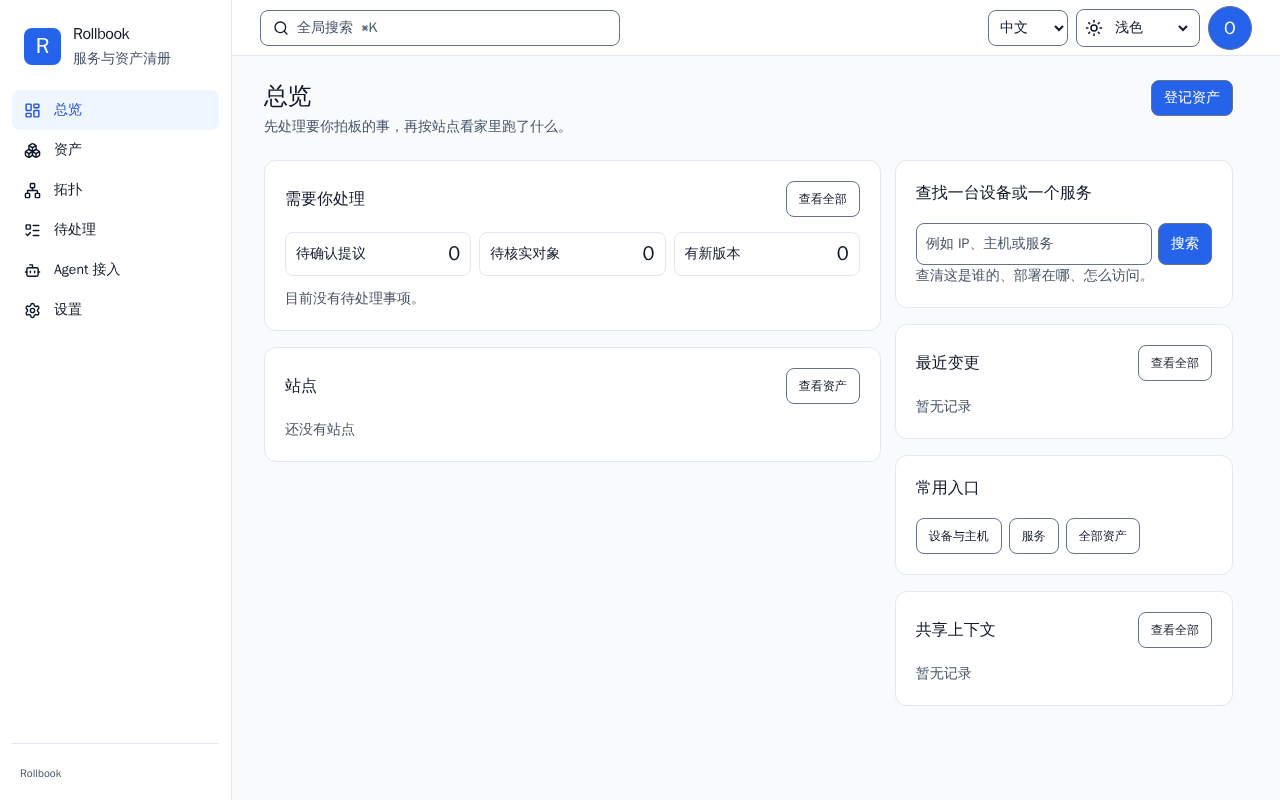 R
Rollbook
服务与资产清册
总览
资产
拓扑
待处理
Agent 接入
设置
Rollbook
全局搜索 ⌘K
中文
浅色
O
总览
先处理要你拍板的事，再按站点看家里跑了什么。
登记资产
需要你处理
查看全部
待确认提议 0
待核实对象 0
有新版本 0
目前没有待处理事项。
站点
查看资产
还没有站点
查找一台设备或一个服务
例如 IP、主机或服务
搜索
查清这是谁的、部署在哪、怎么访问。
最近变更
查看全部
暂无记录
常用入口
设备与主机
服务
全部资产
共享上下文
查看全部
暂无记录